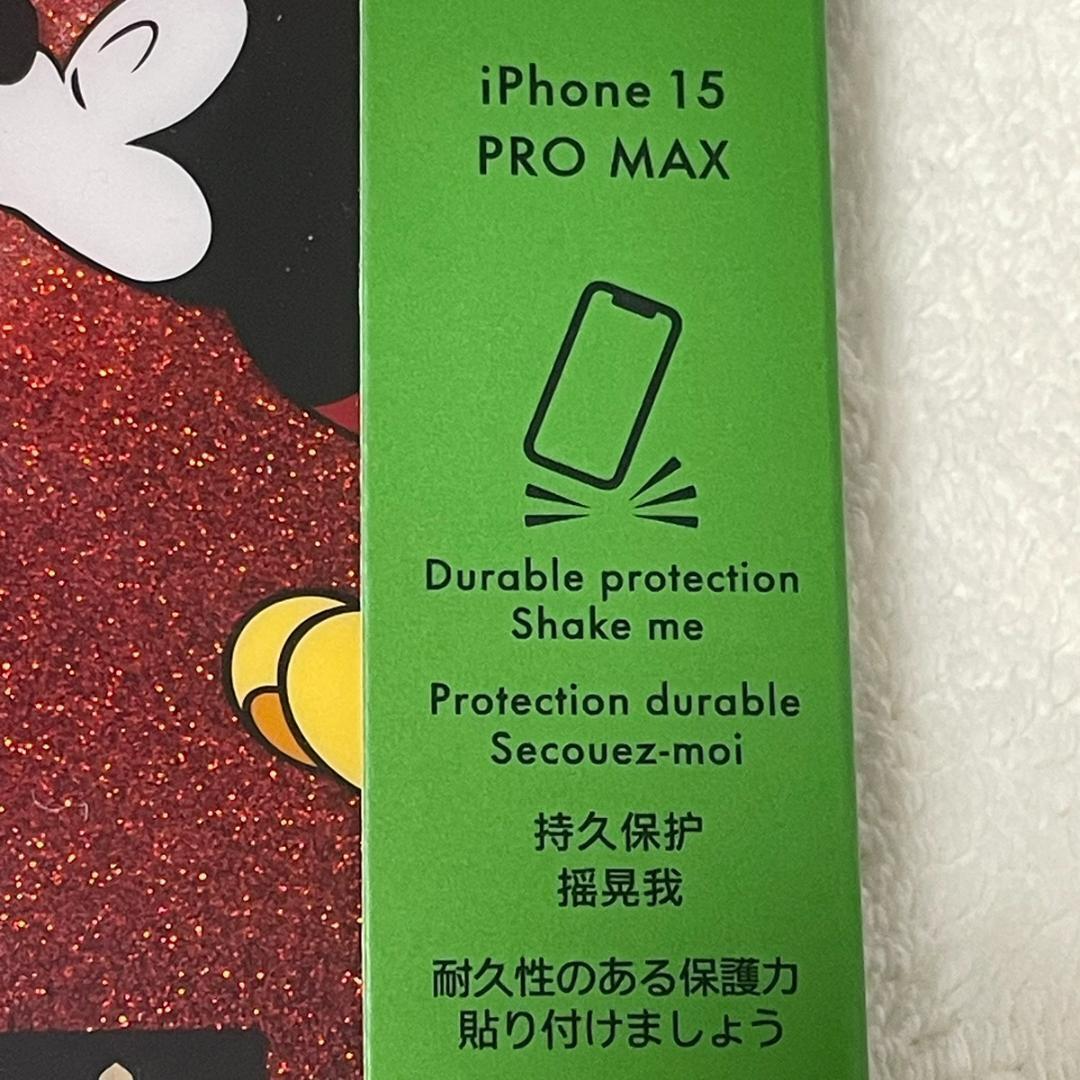 iPhone 15
PRO MAX
Durable protection
Shake me
Protection durable
Secouez-moi
持久保护
摇晃我
耐久性のある保護力
貼り付けましょう